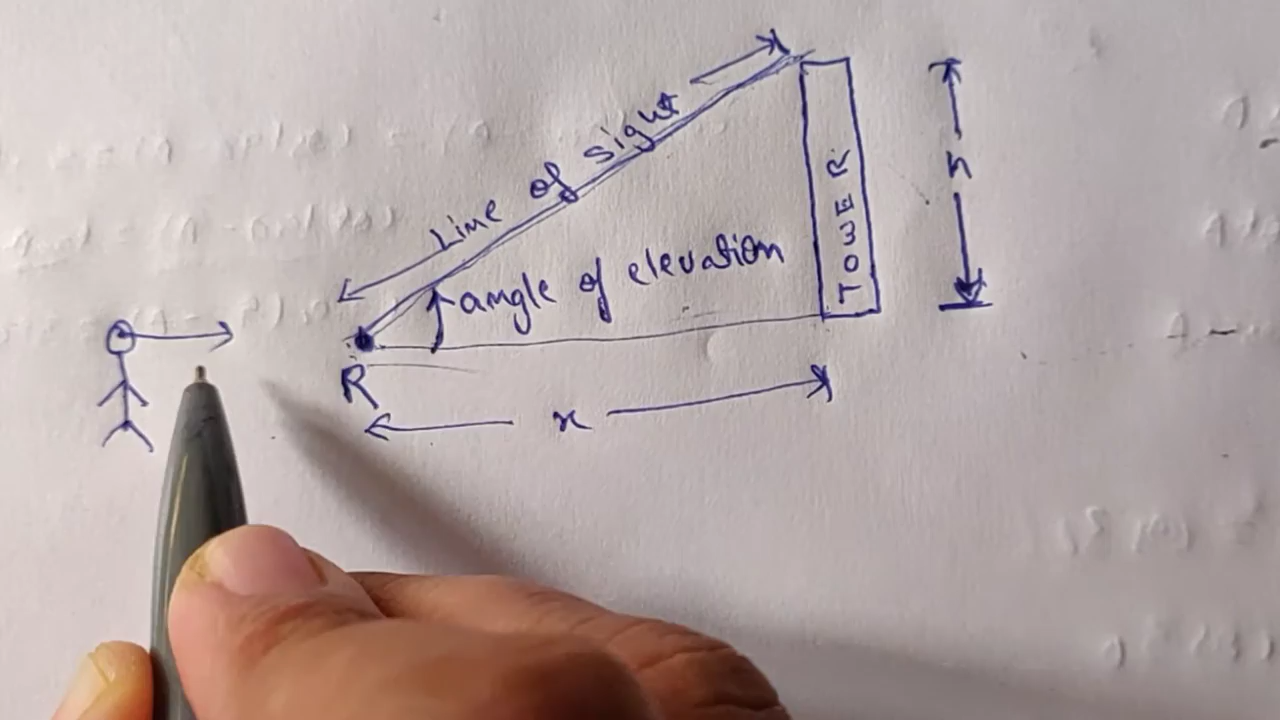 Line of sight
angle of elevation
TOWER
h
R
x